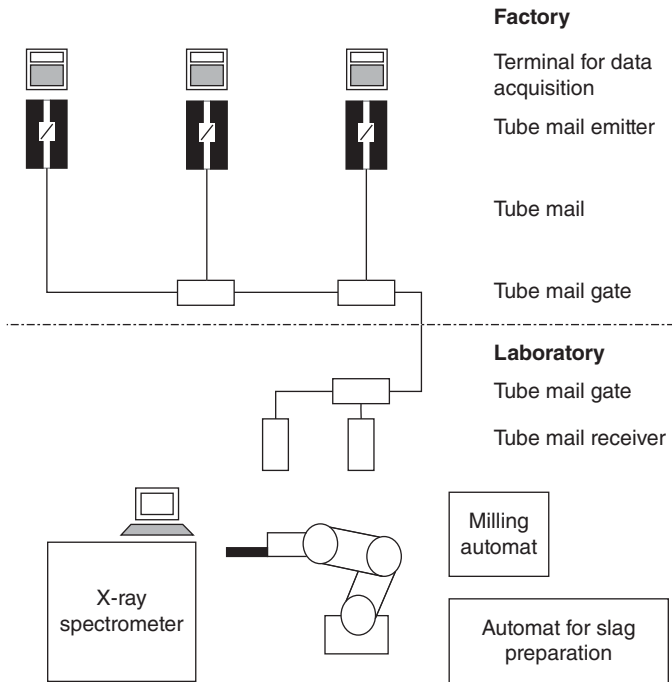 Factory
Terminal for data
acquisition
Tube mail emitter
Tube mail
Tube mail gate
Laboratory
Tube mail gate
Tube mail receiver
Milling
automat
X-ray
spectrometer
Automat for slag
preparation